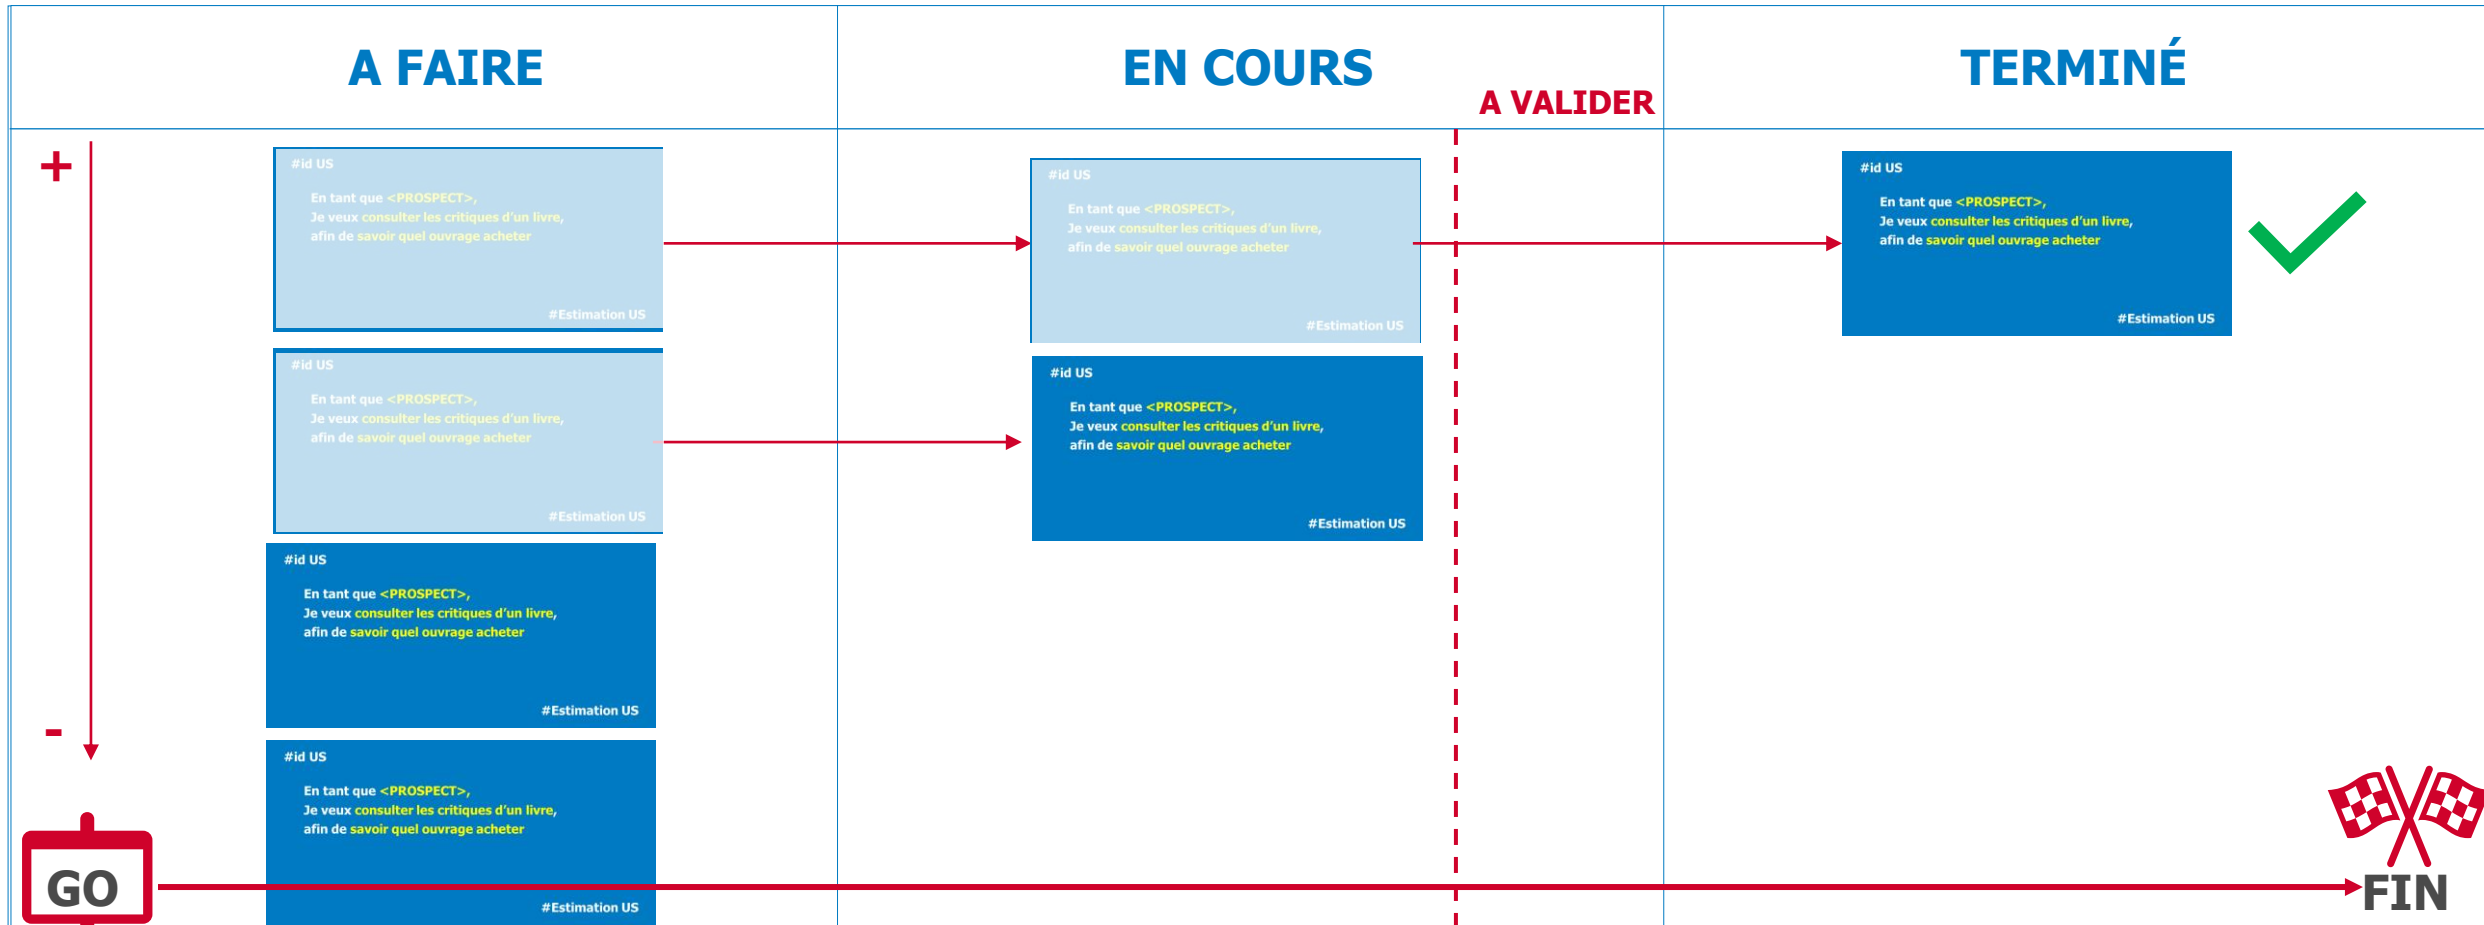 A FAIRE
EN COURS
A VALIDER
TERMINÉ
+
#id US
En tant que <PROSPECT>,
Je veux consulter les critiques d'un livre,
afin de savoir quel ouvrage acheter
#Estimation US
#id US
En tant que <PROSPECT>,
Je veux consulter les critiques d'un livre,
afin de savoir quel ouvrage acheter
#Estimation US
#id US
En tant que <PROSPECT>,
Je veux consulter les critiques d'un livre,
afin de savoir quel ouvrage acheter
#Estimation US
#id US
En tant que <PROSPECT>,
Je veux consulter les critiques d'un livre,
afin de savoir quel ouvrage acheter
#Estimation US
#id US
En tant que <PROSPECT>,
Je veux consulter les critiques d'un livre,
afin de savoir quel ouvrage acheter
#Estimation US
#id US
En tant que <PROSPECT>,
Je veux consulter les critiques d'un livre,
afin de savoir quel ouvrage acheter
#Estimation US
-
#id US
En tant que <PROSPECT>,
Je veux consulter les critiques d'un livre,
afin de savoir quel ouvrage acheter
#Estimation US
GO
FIN